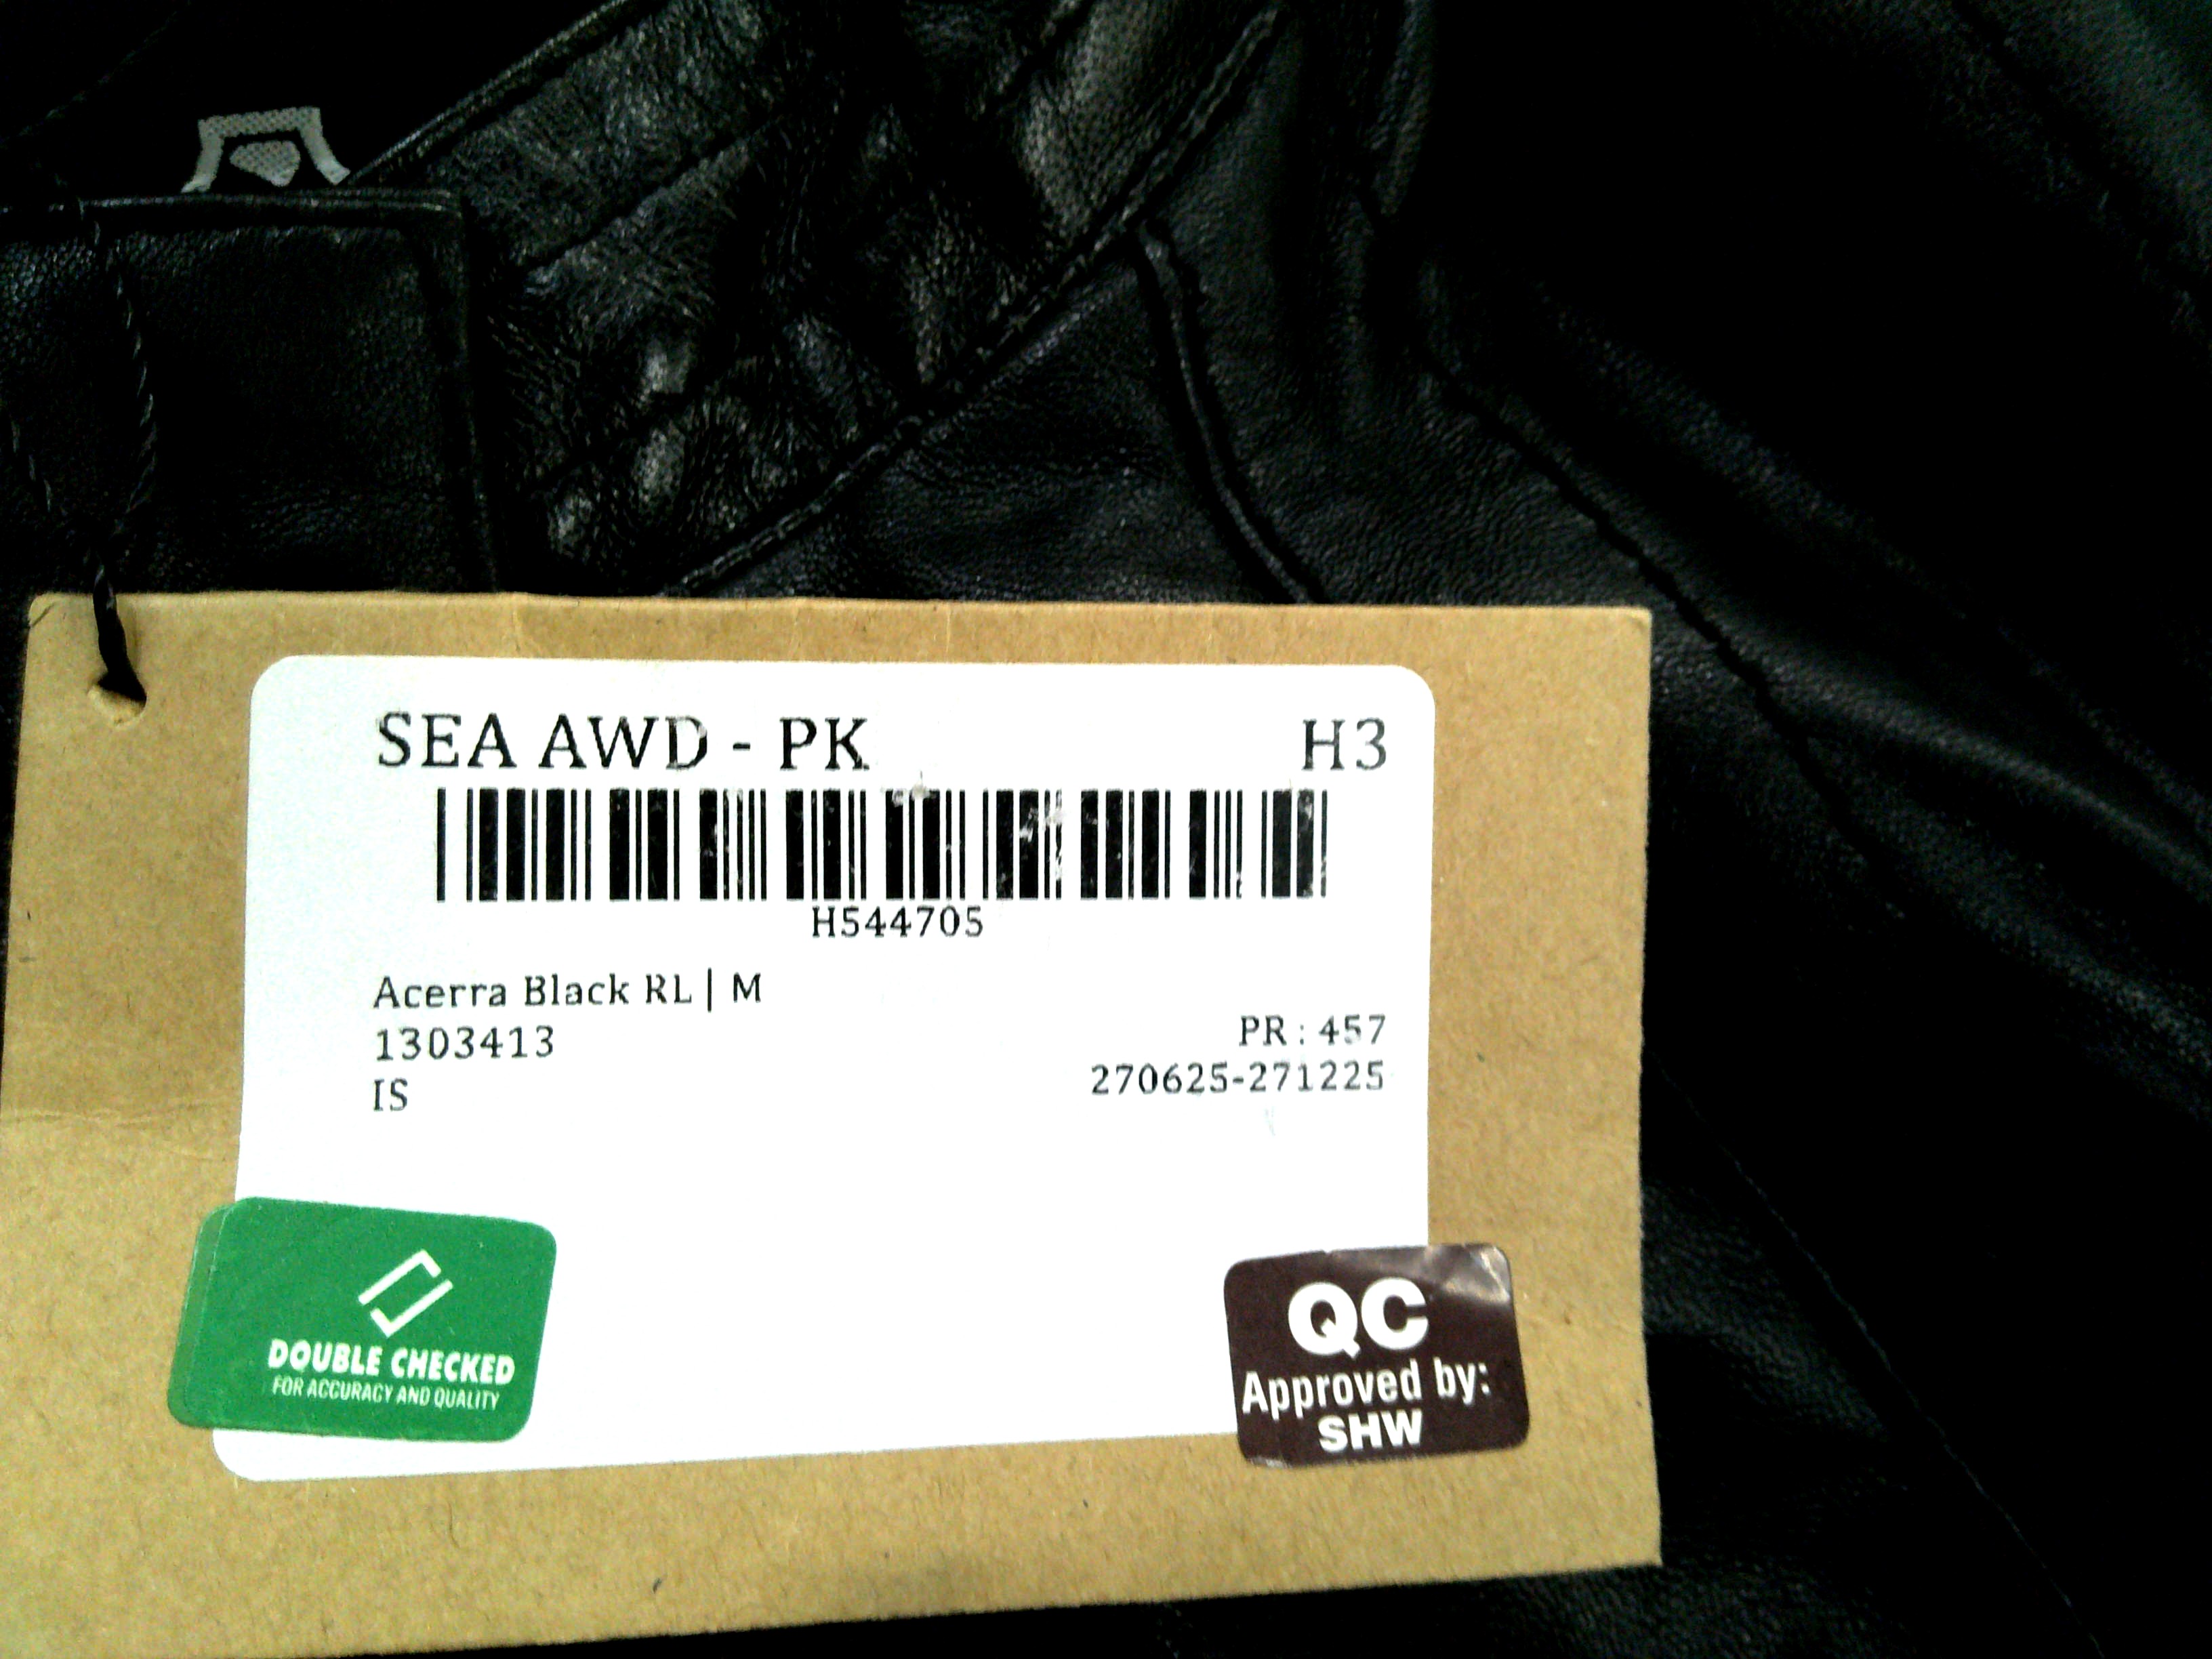 SEA AWD - PK H3
H544705
Acerra Black RL | M
1303413 PR : 457
IS 270625-271225
DOUBLE CHECKED
FOR ACCURACY AND QUALITY
QC
Approved by:
SHW